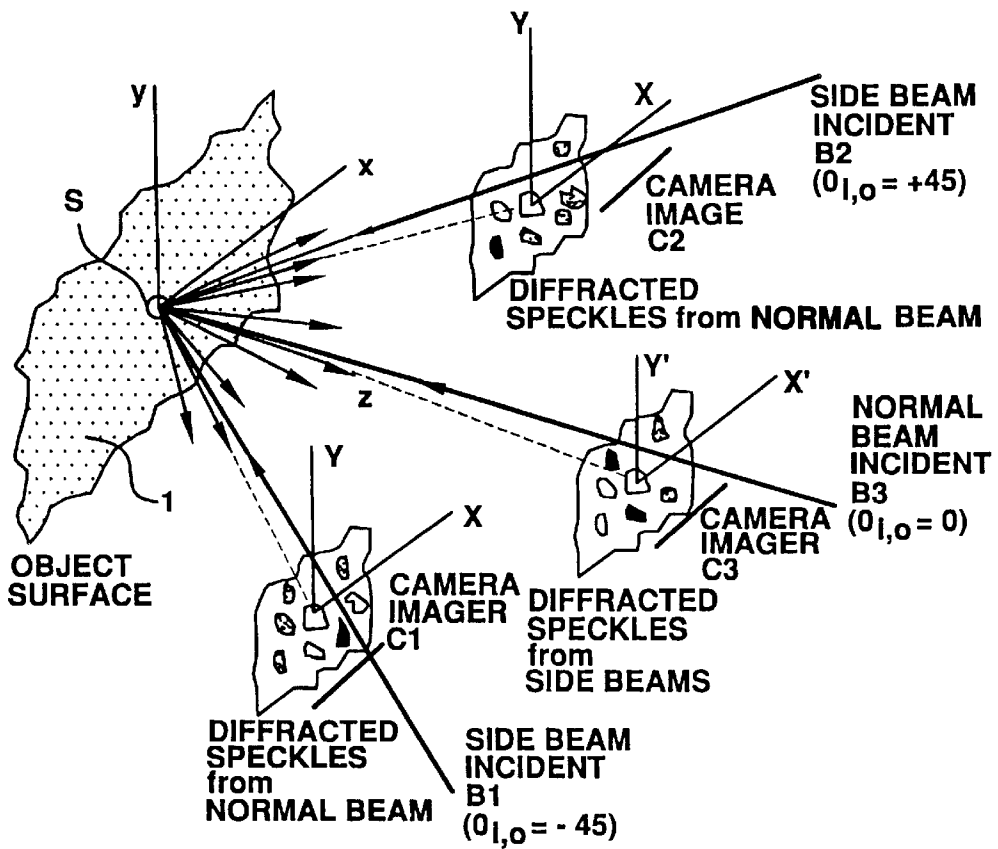 Y
y
X
SIDE BEAM
INCIDENT
B2
(0i,o = +45)
x
S
CAMERA
IMAGE
C2
DIFFRACTED
SPECKLES from NORMAL BEAM
Y'
X'
z
NORMAL
BEAM
INCIDENT
B3
(0i,o = 0)
Y
1
X
CAMERA
IMAGER
C3
OBJECT
SURFACE
CAMERA
IMAGER
C1
DIFFRACTED
SPECKLES
from
SIDE BEAMS
DIFFRACTED
SPECKLES
from
NORMAL BEAM
SIDE BEAM
INCIDENT
B1
(0i,o = - 45)